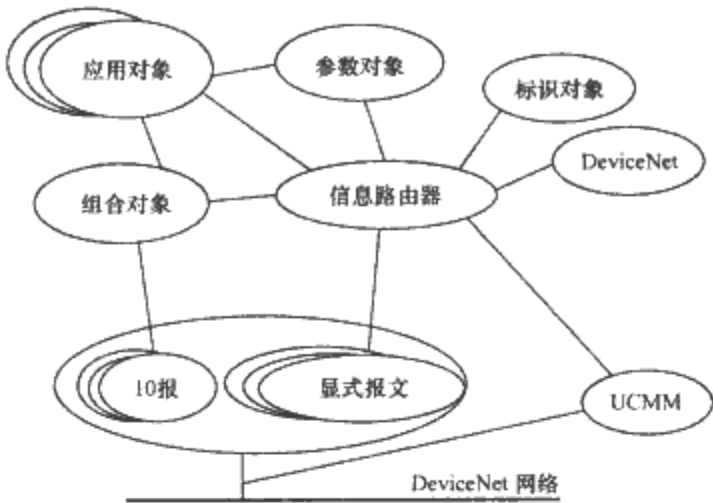 应用对象
参数对象
标识对象
DeviceNet
组合对象
信息路由器
10报
显式报文
UCMM
DeviceNet 网络